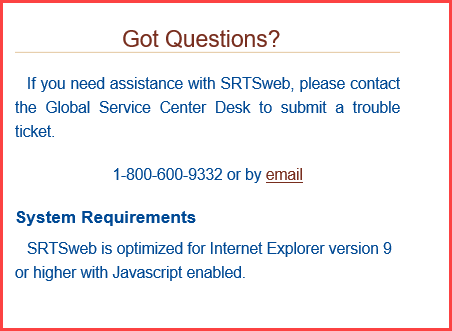 Got Questions?
If you need assistance with SRTSweb, please contact
the Global Service Center Desk to submit a trouble
ticket.
1-800-600-9332 or by email
System Requirements
SRTSweb is optimized for Internet Explorer version 9
or higher with Javascript enabled.